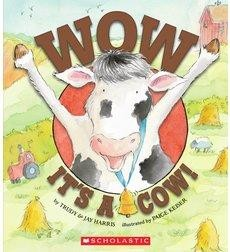 WOW
IT'S A COW!
by TRUDY & JAY HARRIS
illustrated by PAIGE KEISER
SCHOLASTIC